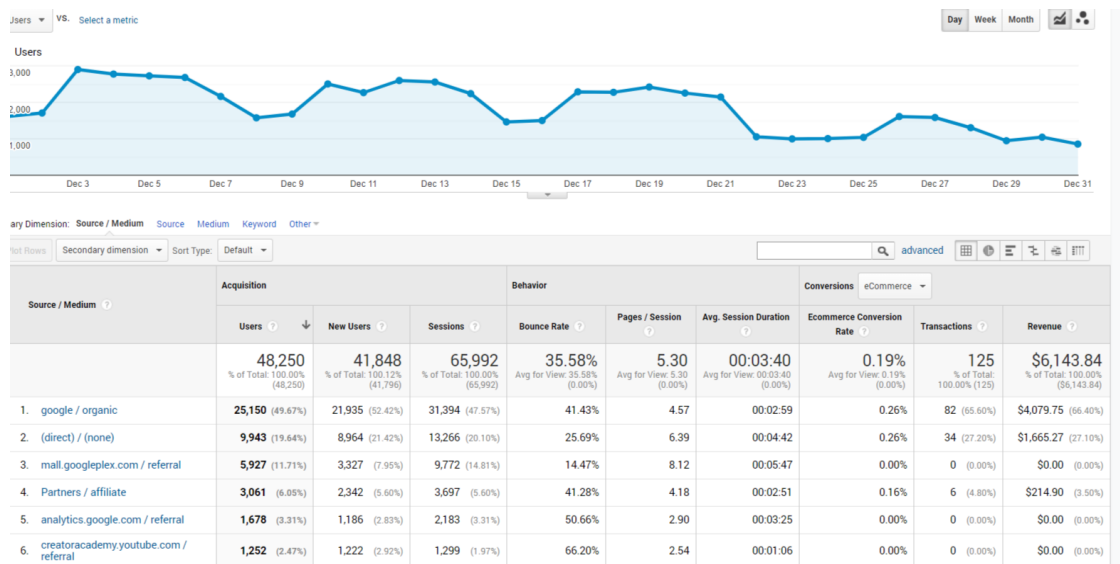 Users VS. Select a metric Day Week Month
Users
3,000
2,000
1,000
Dec 3 Dec 5 Dec 7 Dec 9 Dec 11 Dec 13 Dec 15 Dec 17 Dec 19 Dec 21 Dec 23 Dec 25 Dec 27 Dec 29 Dec 31
ary Dimension: Source / Medium Source Medium Keyword Other
Plot Rows Secondary dimension Sort Type: Default advanced
Source / Medium ? Acquisition Behavior Conversions eCommerce
Users ? New Users ? Sessions ? Bounce Rate ? Pages / Session ? Avg. Session Duration ? Ecommerce Conversion Rate ? Transactions ? Revenue ?
48,250 41,848 65,992 35.58% 5.30 00:03:40 0.19% 125 $6,143.84
% of Total: 100.00% (48,250) % of Total: 100.12% (41,796) % of Total: 100.00% (65,992) Avg for View: 35.58% (0.00%) Avg for View: 5.30 (0.00%) Avg for View: 00:03:40 (0.00%) Avg for View: 0.19% (0.00%) % of Total: 100.00% (125) % of Total: 100.00% ($6,143.84)
1. google / organic 25,150 (49.67%) 21,935 (52.42%) 31,394 (47.57%) 41.43% 4.57 00:02:59 0.26% 82 (65.60%) $4,079.75 (66.40%)
2. (direct) / (none) 9,943 (19.64%) 8,964 (21.42%) 13,266 (20.10%) 25.69% 6.39 00:04:42 0.26% 34 (27.20%) $1,665.27 (27.10%)
3. mall.googleplex.com / referral 5,927 (11.71%) 3,327 (7.95%) 9,772 (14.81%) 14.47% 8.12 00:05:47 0.00% 0 (0.00%) $0.00 (0.00%)
4. Partners / affiliate 3,061 (6.05%) 2,342 (5.60%) 3,697 (5.60%) 41.28% 4.18 00:02:51 0.16% 6 (4.80%) $214.90 (3.50%)
5. analytics.google.com / referral 1,678 (3.31%) 1,186 (2.83%) 2,183 (3.31%) 50.66% 2.90 00:03:25 0.00% 0 (0.00%) $0.00 (0.00%)
6. creatoracademy.youtube.com / referral 1,252 (2.47%) 1,222 (2.92%) 1,299 (1.97%) 66.20% 2.54 00:01:06 0.00% 0 (0.00%) $0.00 (0.00%)